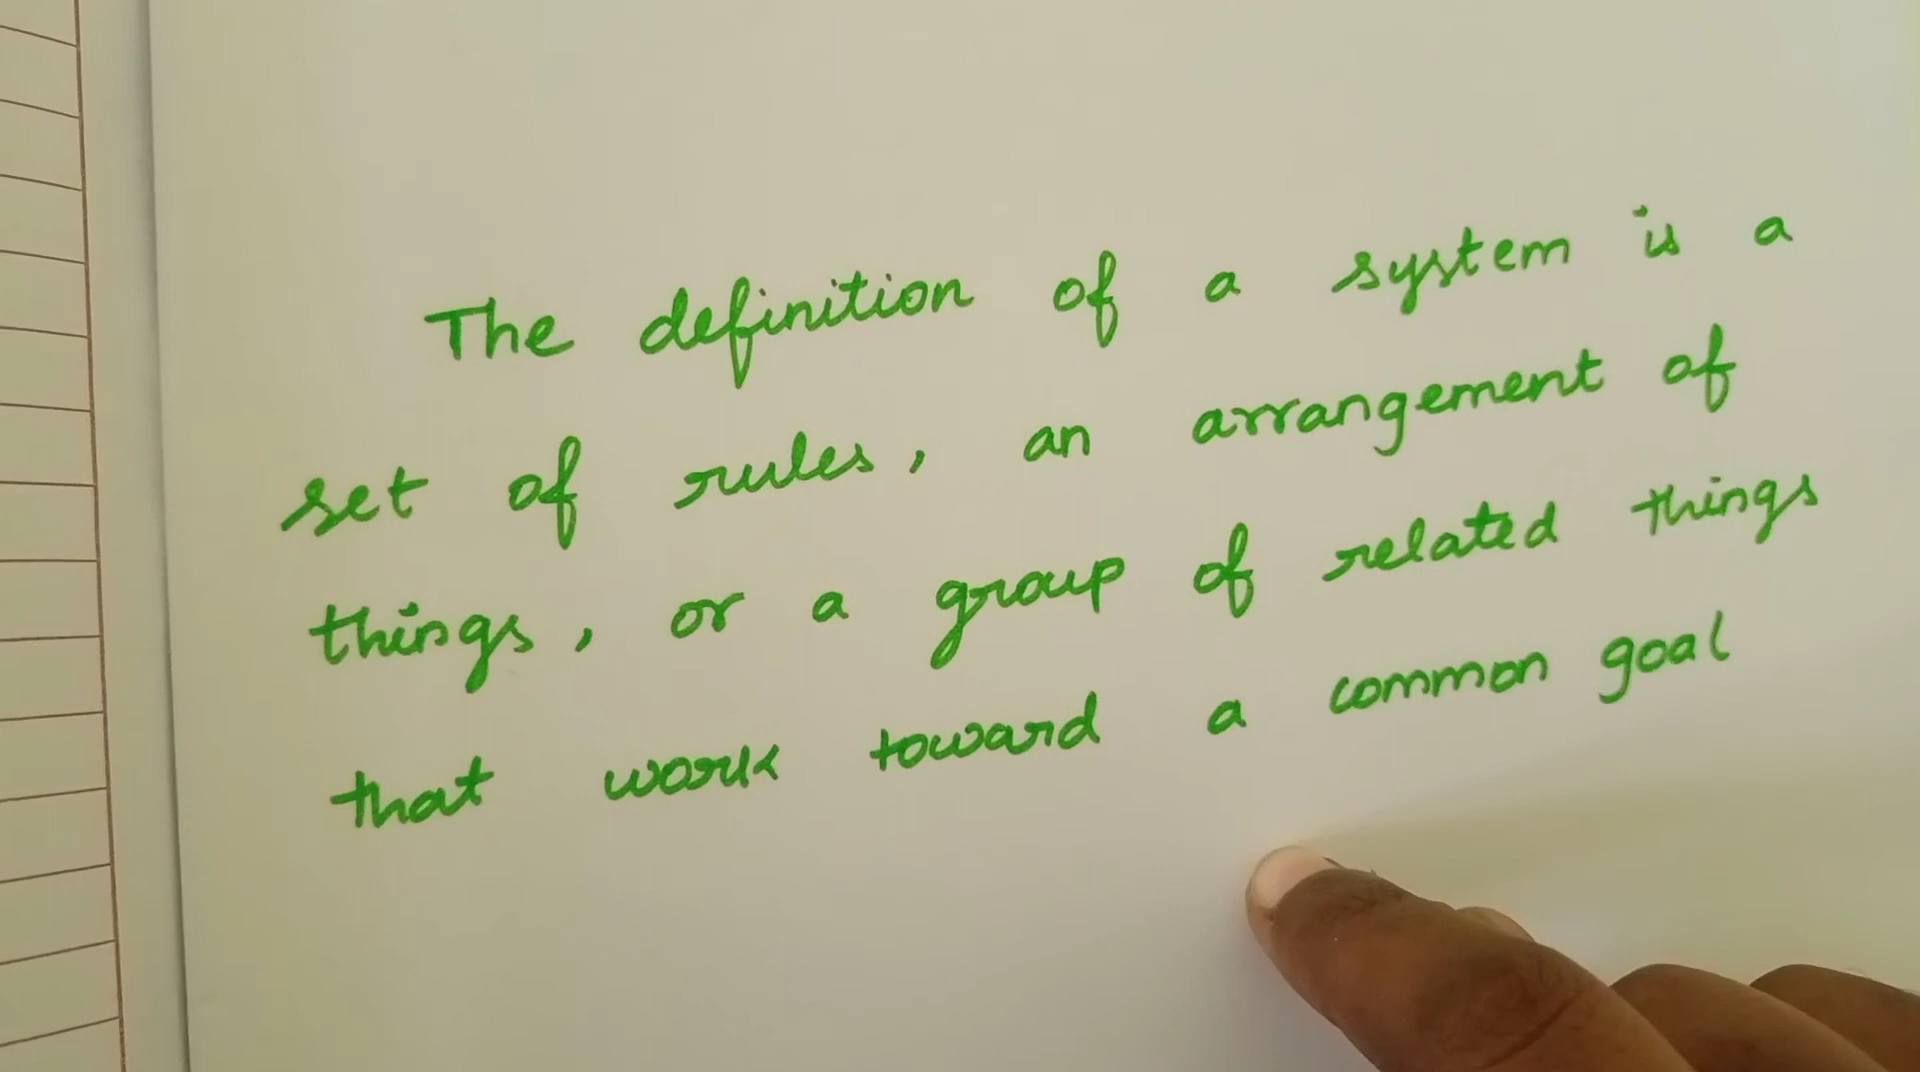 The definition of a system is a
set of rules, an arrangement of
things, or a group of related things
that work toward a common goal